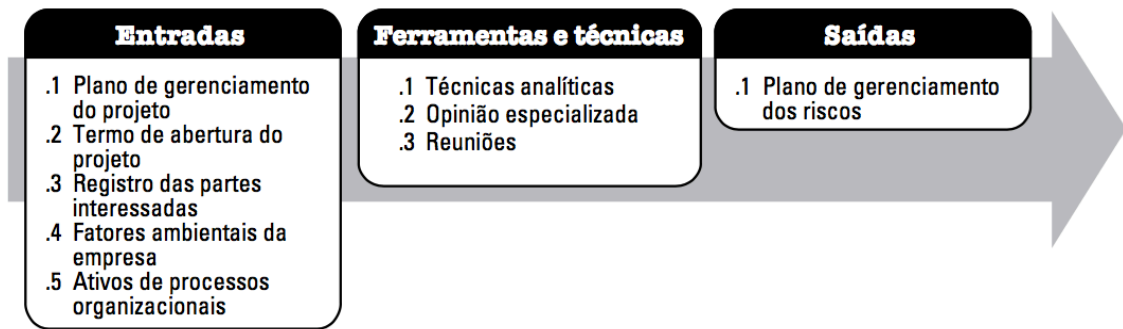 Entradas
.1 Plano de gerenciamento
do projeto
.2 Termo de abertura do
projeto
.3 Registro das partes
interessadas
.4 Fatores ambientais da
empresa
.5 Ativos de processos
organizacionais
Ferramentas e técnicas
.1 Técnicas analíticas
.2 Opinião especializada
.3 Reuniões
Saídas
.1 Plano de gerenciamento
dos riscos